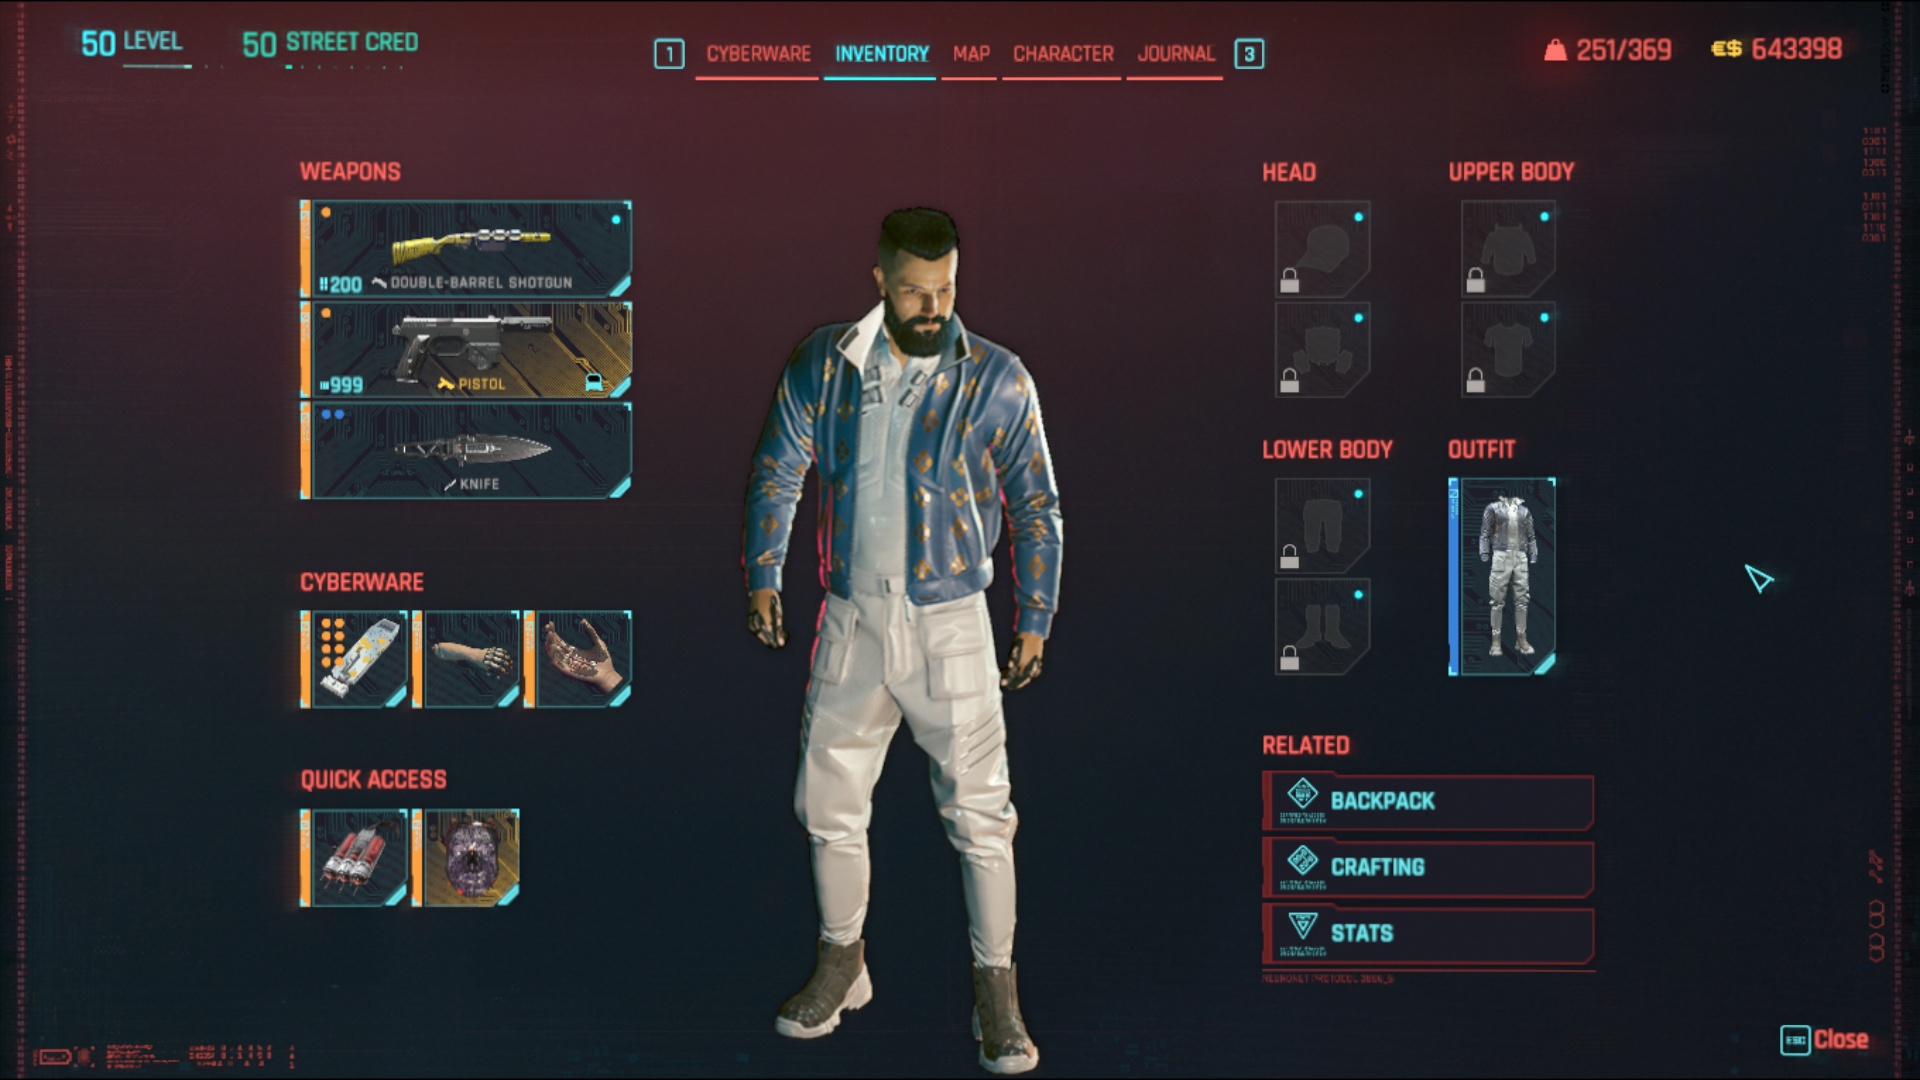 50 LEVEL
50 STREET CRED
1 CYBERWARE INVENTORY MAP CHARACTER JOURNAL 3
251/369
€$ 643398
WEAPONS
200 DOUBLE-BARREL SHOTGUN
999 PISTOL
KNIFE
CYBERWARE
QUICK ACCESS
HEAD
UPPER BODY
LOWER BODY
OUTFIT
RELATED
BACKPACK
CRAFTING
STATS
ESC Close